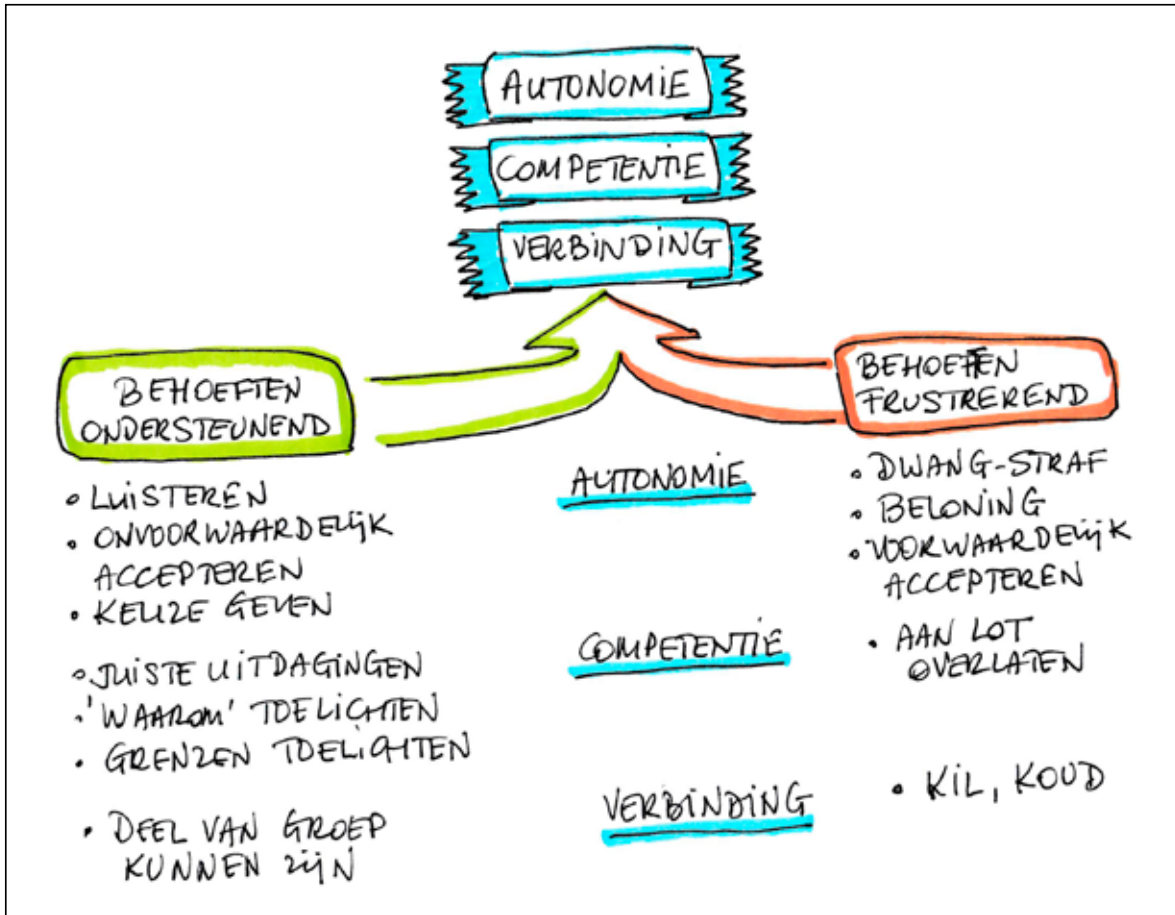 AUTONOMIE
COMPETENTIE
VERBINDING
BEHOEFTEN
ONDERSTEUNEND
• LUISTEREN
• ONVOORWAARDELIJK
ACCEPTEREN
• KEUZE GEVEN
• JUISTE UITDAGINGEN
• 'WAAROM' TOELICHTEN
• GRENZEN TOELICHTEN
• DEEL VAN GROEP
KUNNEN ZIJN
AUTONOMIE
COMPETENTIE
VERBINDING
BEHOEFTEN
FRUSTREREND
• DWANG-STRAF
• BELONING
• VOORWAARDELIJK
ACCEPTEREN
• AAN LOT
OVERLATEN
• KIL, KOUD